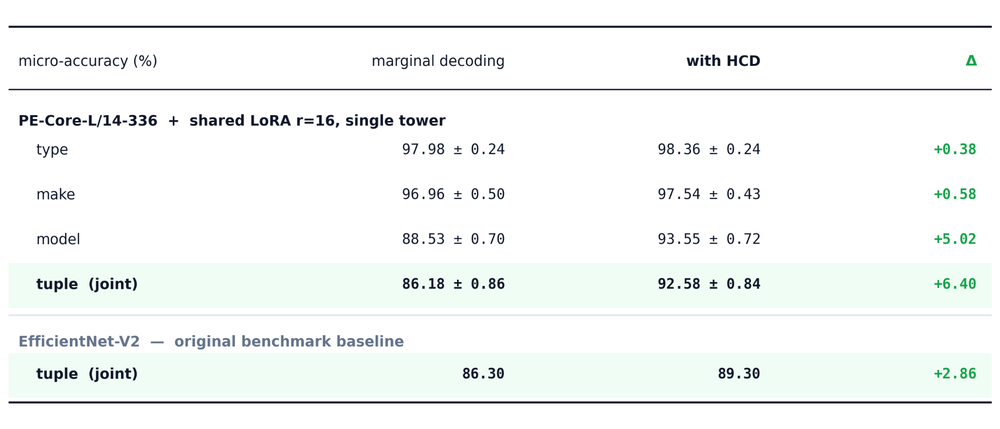 micro-accuracy (%) marginal decoding with HCD Δ
PE-Core-L/14-336 + shared LoRA r=16, single tower
type 97.98 ± 0.24 98.36 ± 0.24 +0.38
make 96.96 ± 0.50 97.54 ± 0.43 +0.58
model 88.53 ± 0.70 93.55 ± 0.72 +5.02
tuple (joint) 86.18 ± 0.86 92.58 ± 0.84 +6.40
EfficientNet-V2 — original benchmark baseline
tuple (joint) 86.30 89.30 +2.86